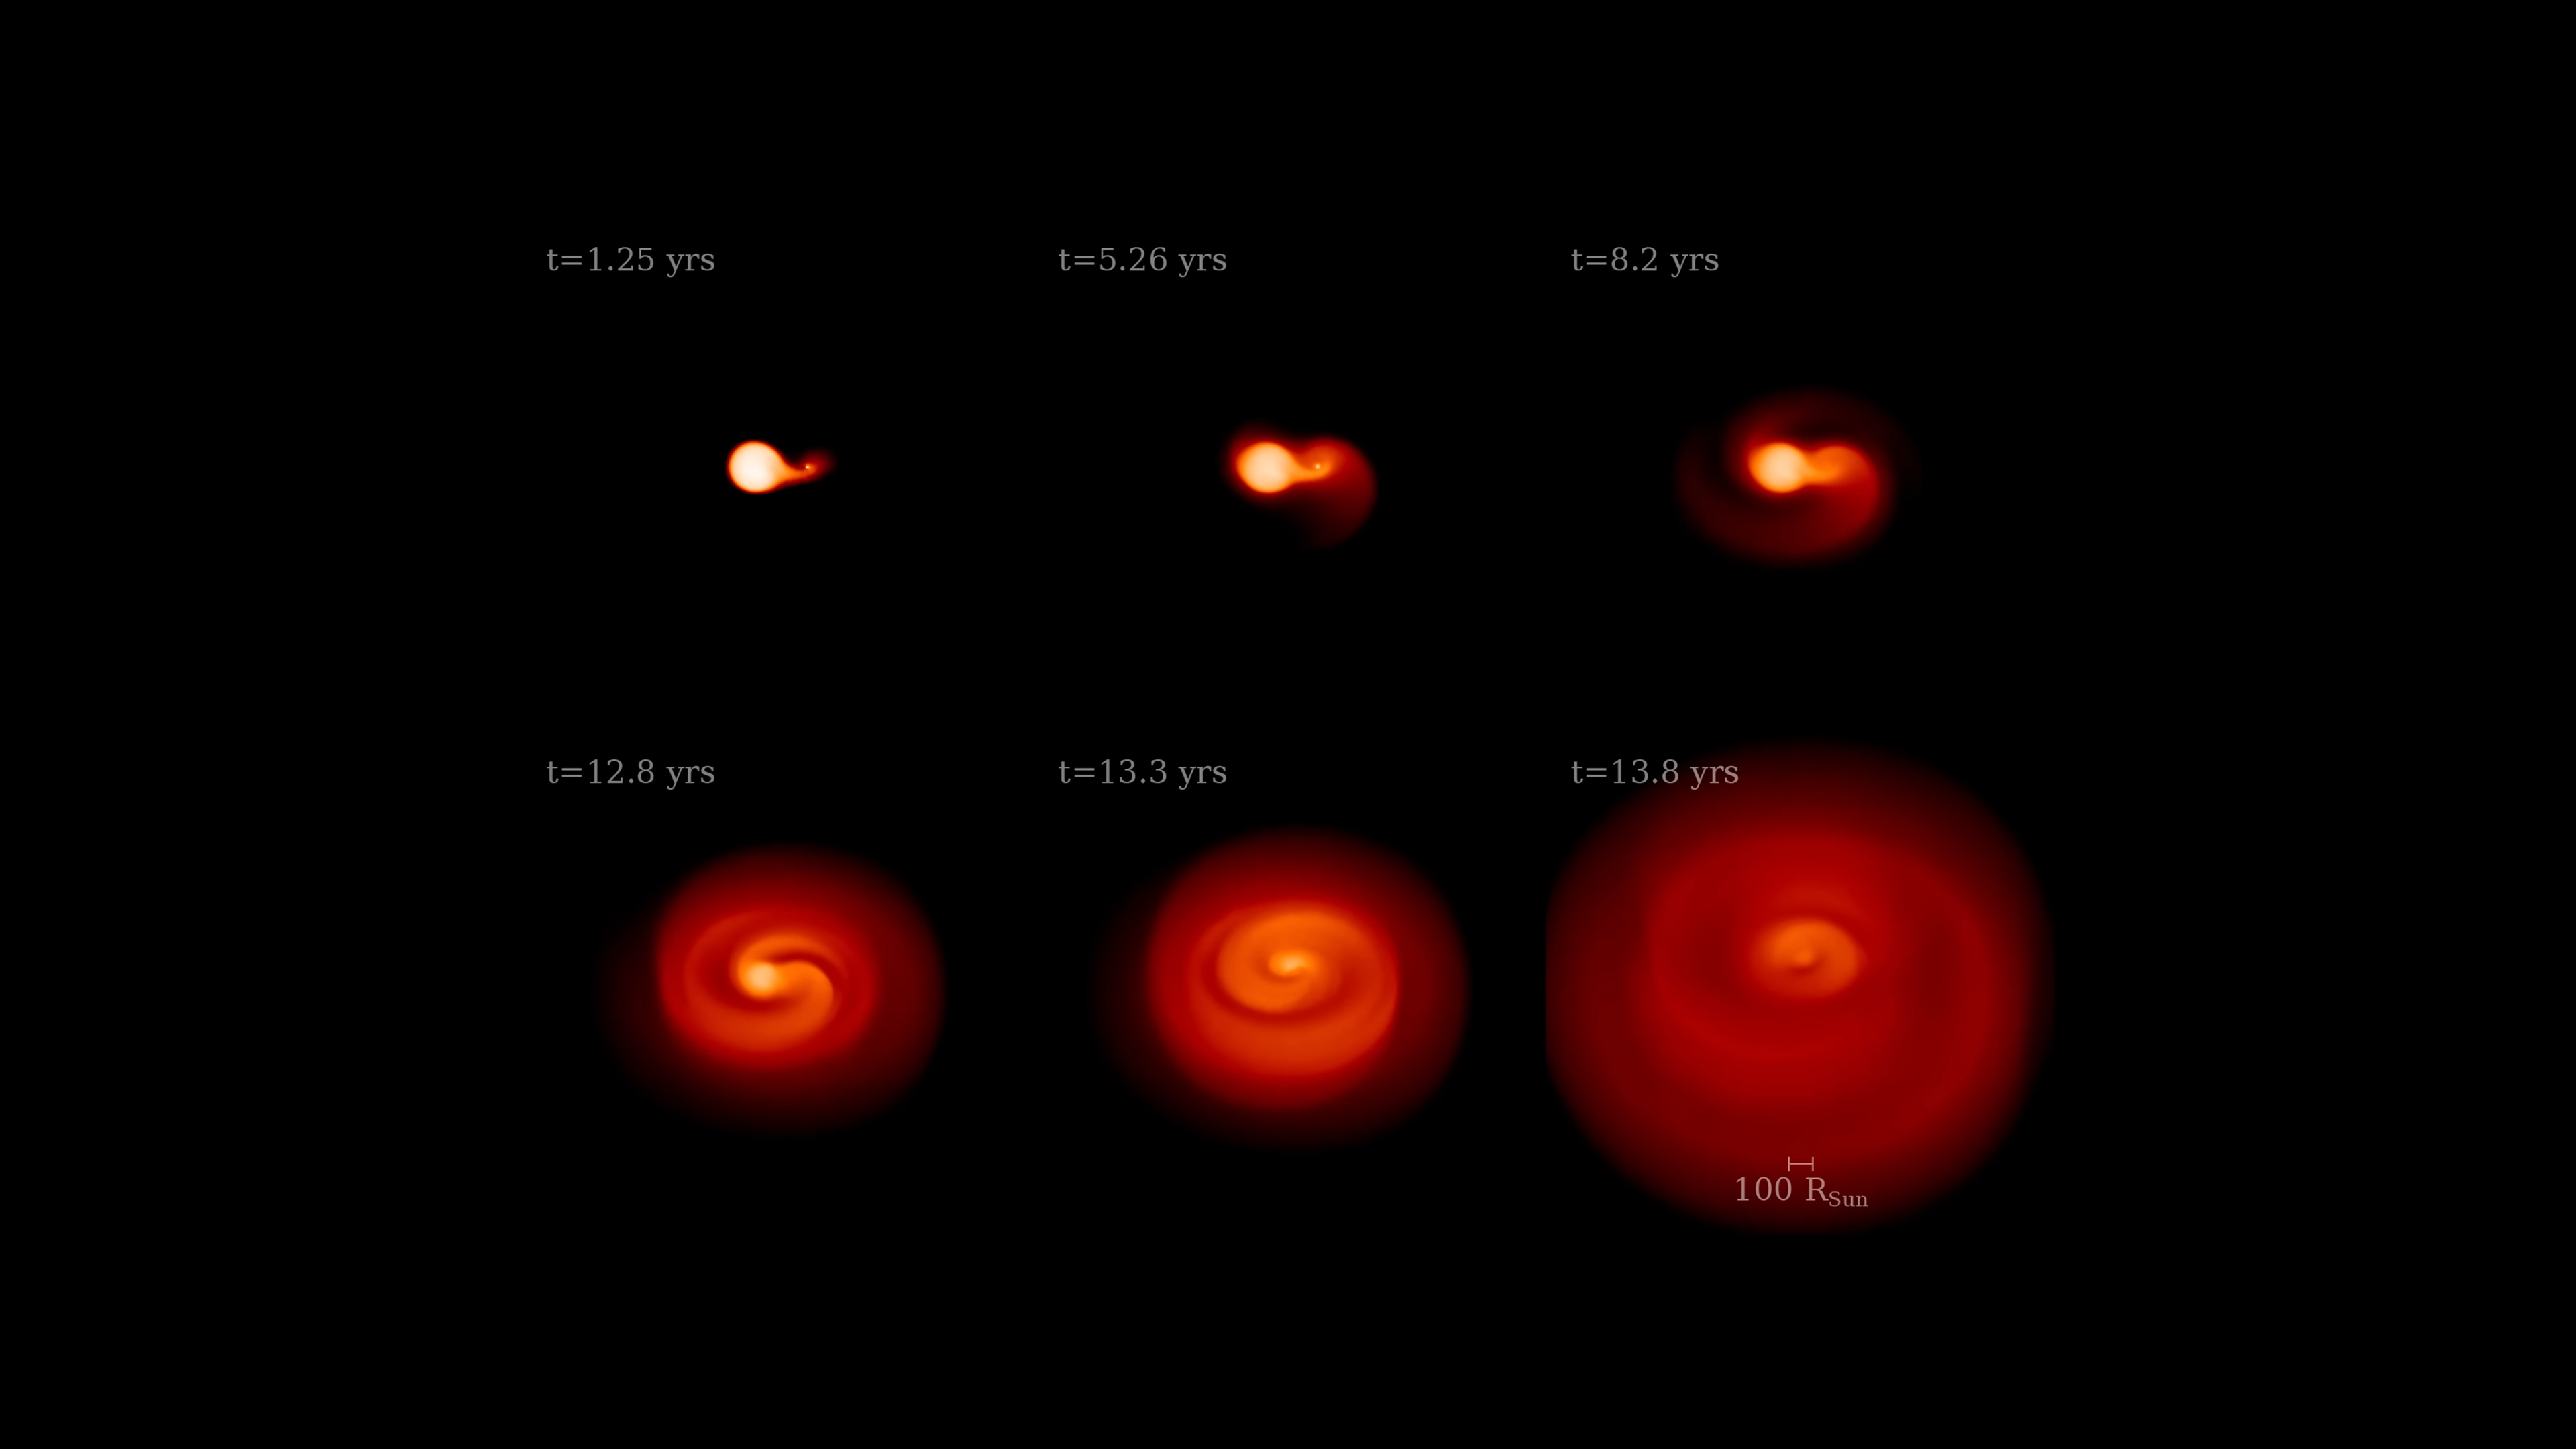 t=1.25 yrs
t=5.26 yrs
t=8.2 yrs
t=12.8 yrs
t=13.3 yrs
t=13.8 yrs
100 R_Sun